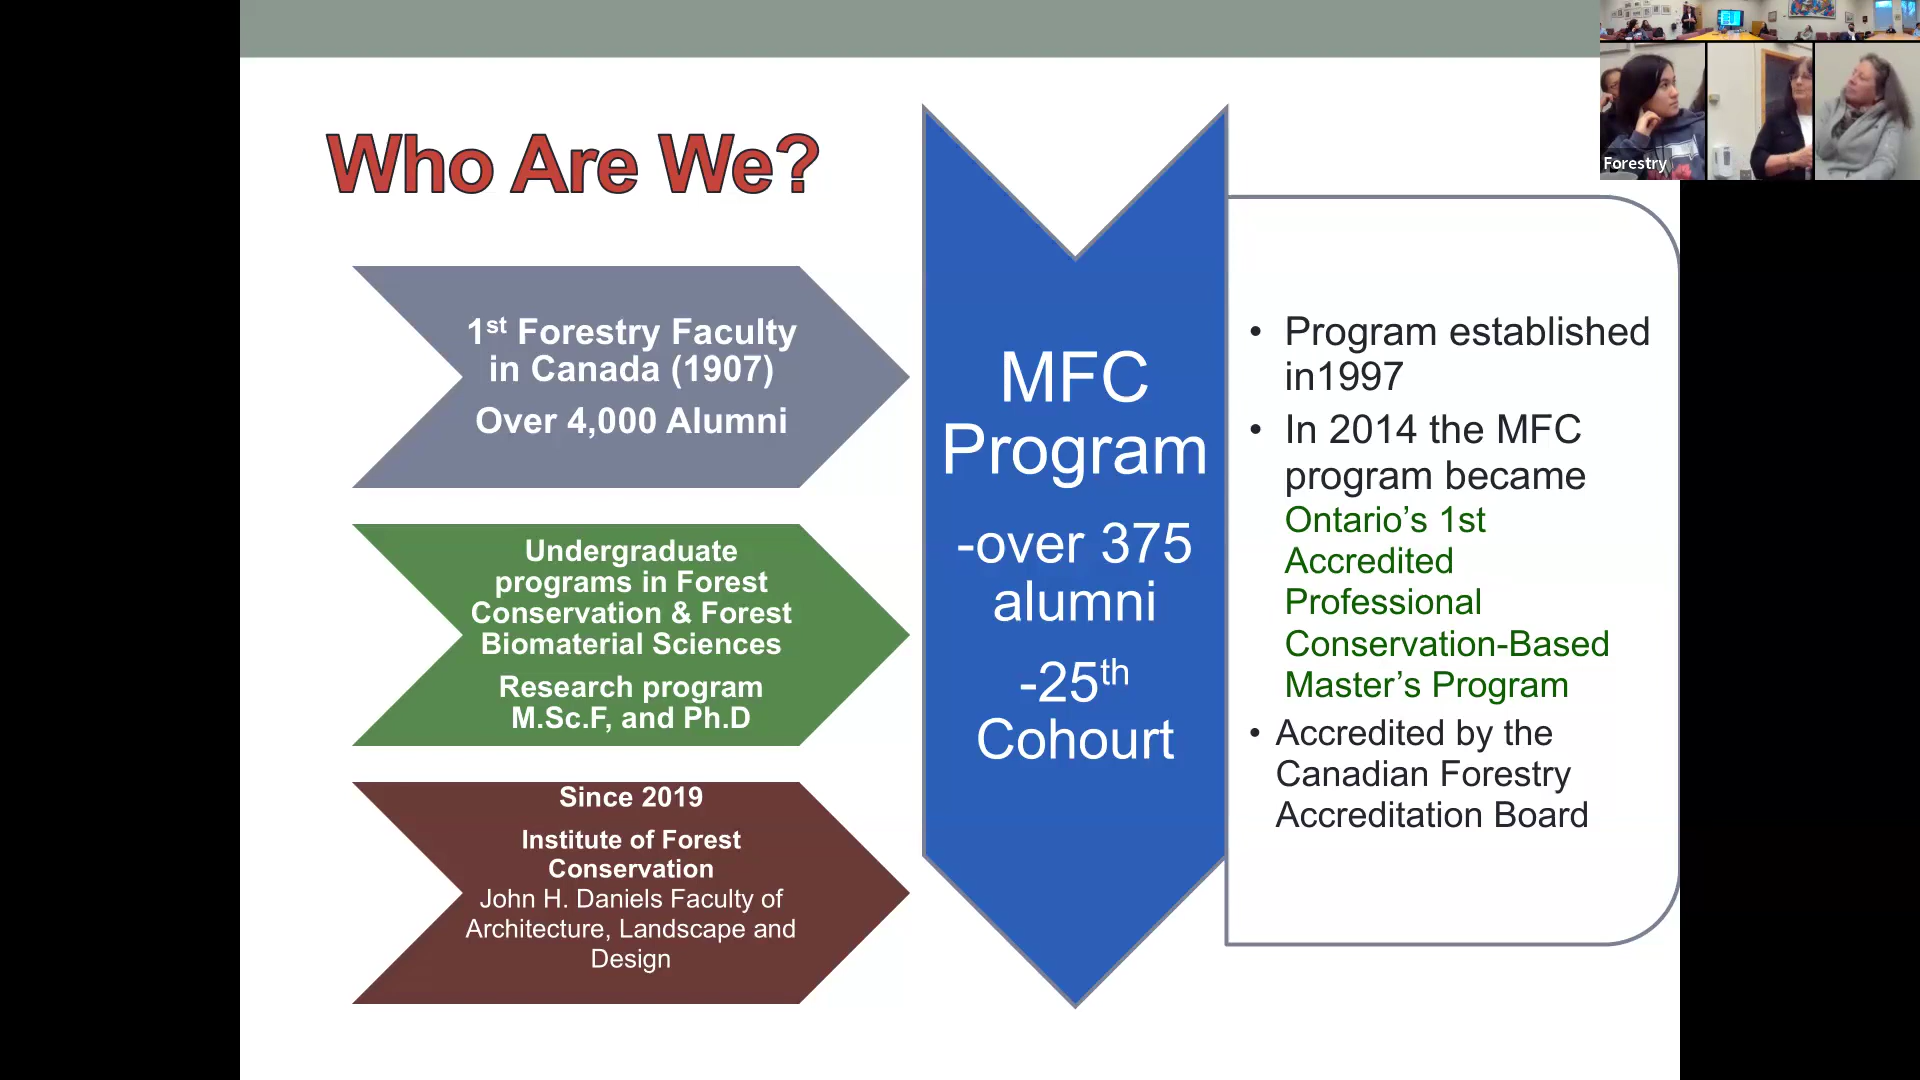 Who Are We?
1st Forestry Faculty
in Canada (1907)
Over 4,000 Alumni
Undergraduate
programs in Forest
Conservation & Forest
Biomaterial Sciences
Research program
M.Sc.F, and Ph.D
Since 2019
Institute of Forest
Conservation
John H. Daniels Faculty of
Architecture, Landscape and
Design
MFC
Program
-over 375
alumni
-25th
Cohourt
• Program established
in1997
• In 2014 the MFC
program became
Ontario’s 1st
Accredited
Professional
Conservation-Based
Master’s Program
• Accredited by the
Canadian Forestry
Accreditation Board
Forestry